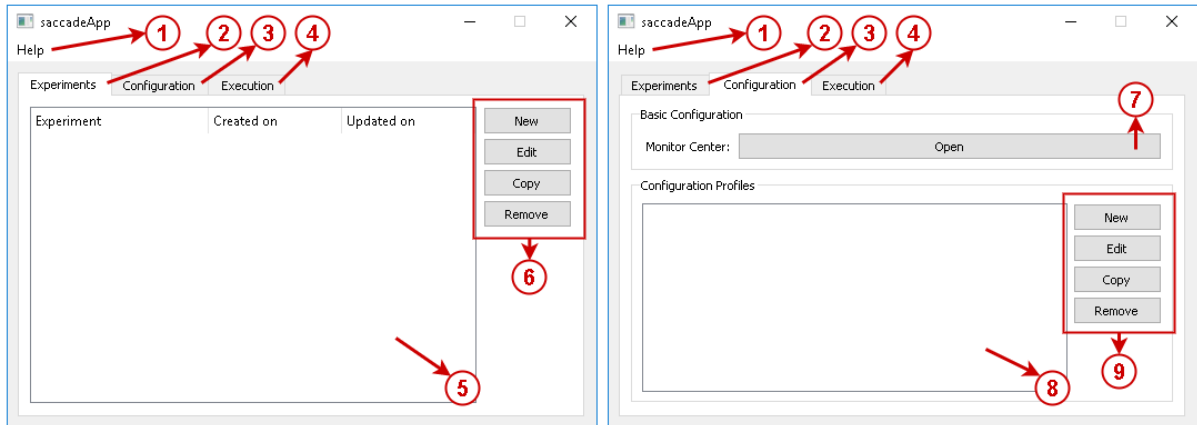 saccadeApp
1 2 3 4
Help
Experiments Configuration Execution
Experiment Created on Updated on
New
Edit
Copy
Remove
6
5
saccadeApp
1 2 3 4
Help
Experiments Configuration Execution
7
Basic Configuration
Monitor Center: Open
Configuration Profiles
New
Edit
Copy
Remove
8
9